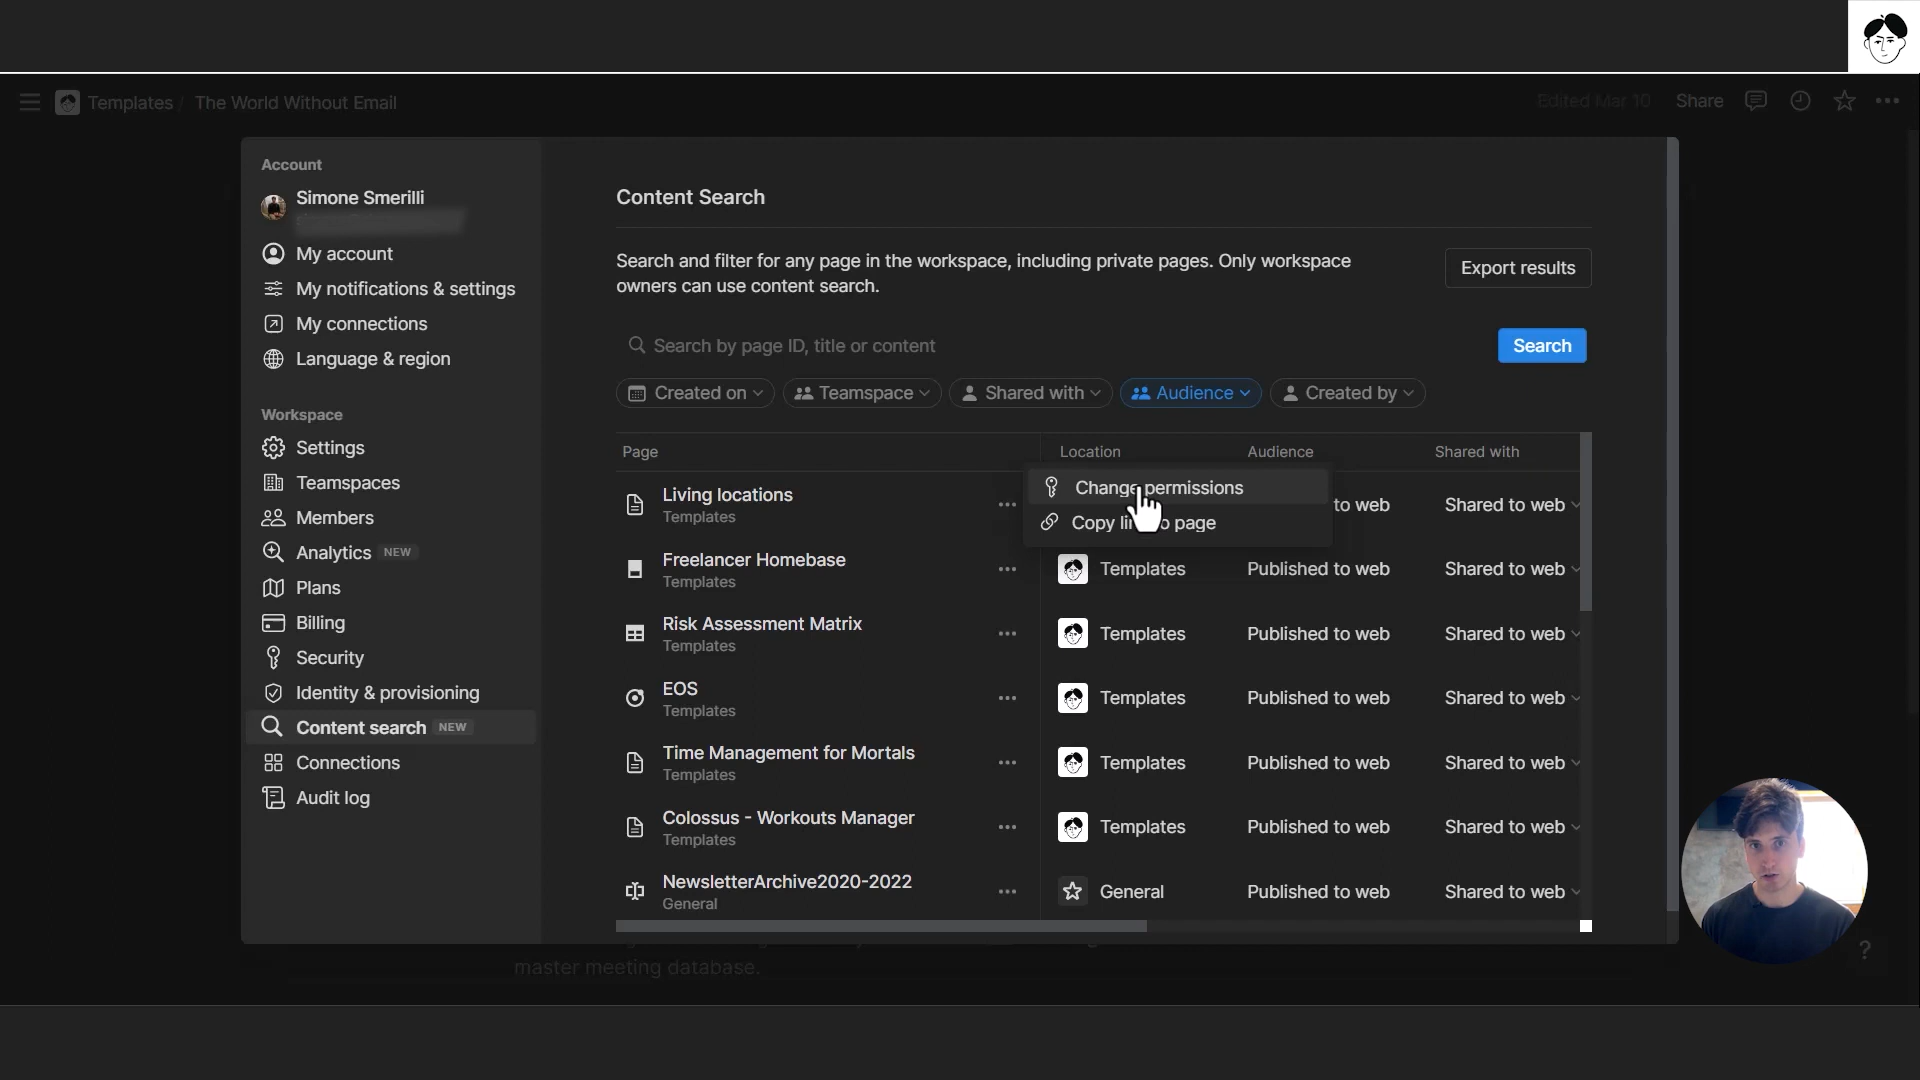 Templates / The World Without Email
Edited Mar 10 Share
Account
Simone Smerilli
My account
My notifications & settings
My connections
Language & region
Workspace
Settings
Teamspaces
Members
Analytics NEW
Plans
Billing
Security
Identity & provisioning
Content search NEW
Connections
Audit log
Content Search
Search and filter for any page in the workspace, including private pages. Only workspace
owners can use content search.
Export results
Search by page ID, title or content
Search
Created on Teamspace Shared with Audience Created by
Page Location Audience Shared with
Change permissions
Copy page
Living locations
Templates
to web Shared to web
Freelancer Homebase
Templates
Templates Published to web Shared to web
Risk Assessment Matrix
Templates
Templates Published to web Shared to web
EOS
Templates
Templates Published to web Shared to web
Time Management for Mortals
Templates
Templates Published to web Shared to web
Colossus - Workouts Manager
Templates
Templates Published to web Shared to web
NewsletterArchive2020-2022
General
General Published to web Shared to web
master meeting database.
?